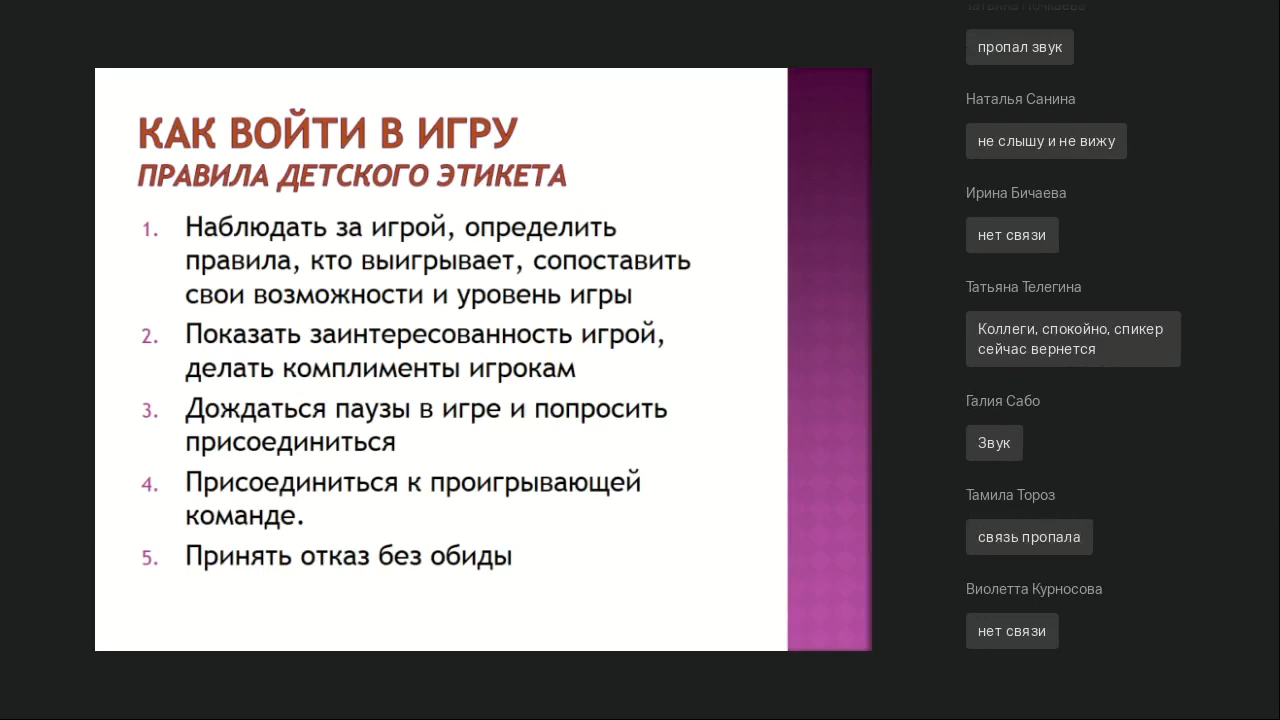 КАК ВОЙТИ В ИГРУ
ПРАВИЛА ДЕТСКОГО ЭТИКЕТА
1. Наблюдать за игрой, определить
правила, кто выигрывает, сопоставить
свои возможности и уровень игры
2. Показать заинтересованность игрой,
делать комплименты игрокам
3. Дождаться паузы в игре и попросить
присоединиться
4. Присоединиться к проигрывающей
команде.
5. Принять отказ без обиды
пропал звук
Наталья Санина
не слышу и не вижу
Ирина Бичаева
нет связи
Татьяна Телегина
Коллеги, спокойно, спикер
сейчас вернется
Галия Сабо
Звук
Тамила Тороз
связь пропала
Виолетта Курносова
нет связи